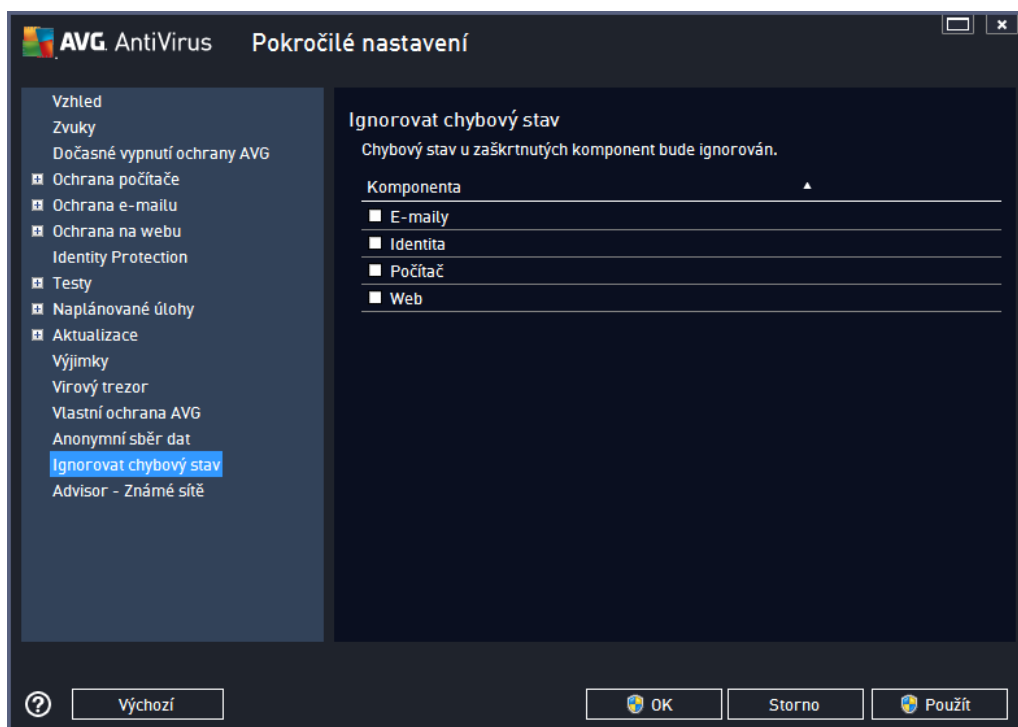 AVG. AntiVirus Pokročilé nastavení
Vzhled
Zvuky
Dočasné vypnutí ochrany AVG
Ochrana počítače
Ochrana e-mailu
Ochrana na webu
Identity Protection
Testy
Naplánované úlohy
Aktualizace
Výjimky
Virový trezor
Vlastní ochrana AVG
Anonymní sběr dat
Ignorovat chybový stav
Advisor - Známé sítě
Ignorovat chybový stav
Chybový stav u zaškrtnutých komponent bude ignorován.
Komponenta
E-maily
Identita
Počítač
Web
Výchozí
OK
Storno
Použít